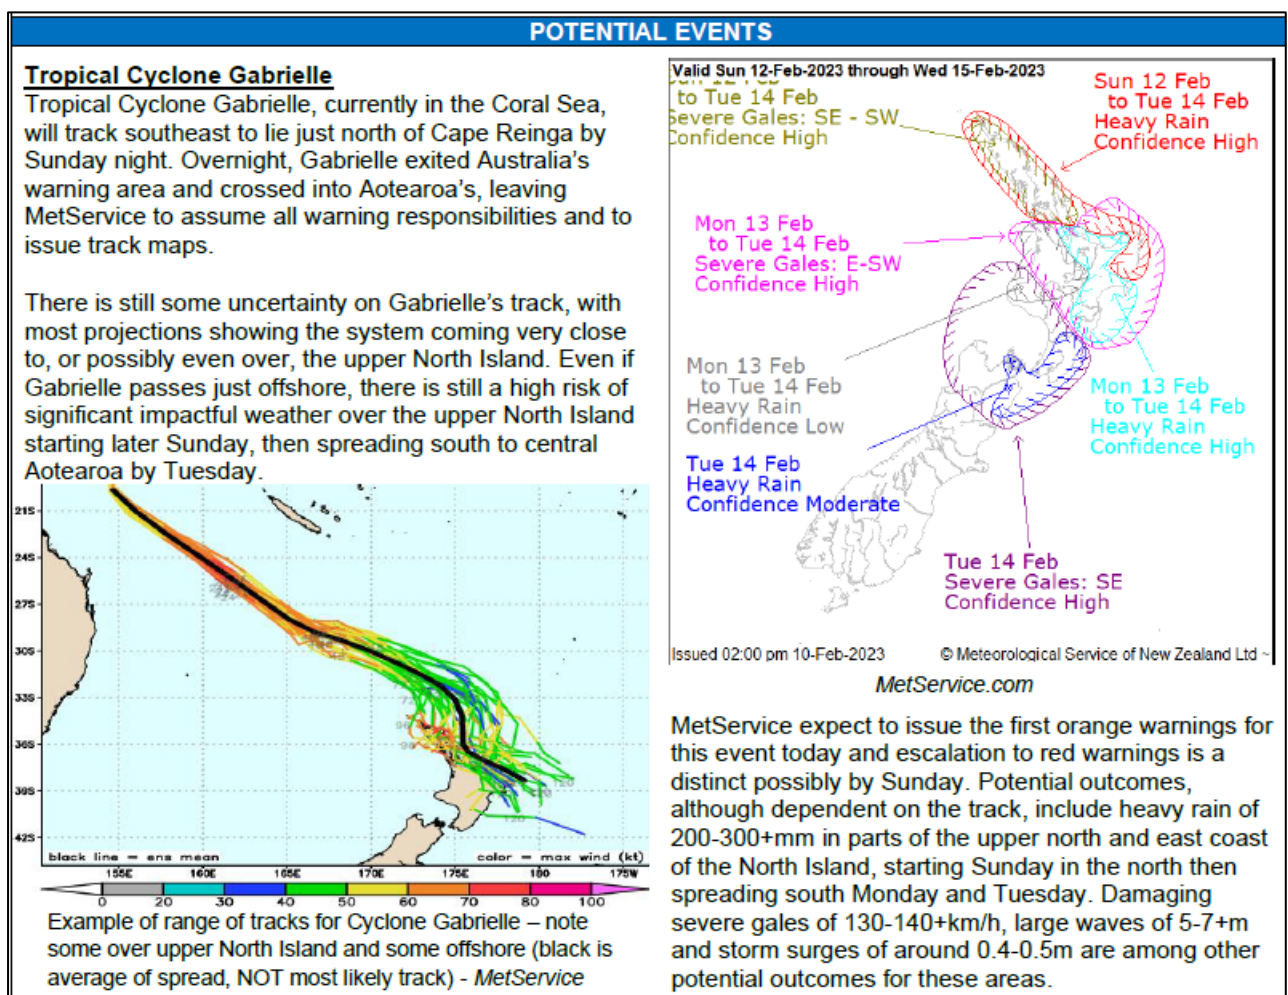 POTENTIAL EVENTS
Tropical Cyclone Gabrielle
Tropical Cyclone Gabrielle, currently in the Coral Sea,
will track southeast to lie just north of Cape Reinga by
Sunday night. Overnight, Gabrielle exited Australia's
warning area and crossed into Aotearoa's, leaving
MetService to assume all warning responsibilities and to
issue track maps.
There is still some uncertainty on Gabrielle's track, with
most projections showing the system coming very close
to, or possibly even over, the upper North Island. Even if
Gabrielle passes just offshore, there is still a high risk of
significant impactful weather over the upper North Island
starting later Sunday, then spreading south to central
Aotearoa by Tuesday.
21S
24S
27S
30S
33S
36S
39S
42S
black line — ens mean
color — max wind (kt)
155E 160E 165E 170E 175E 180 175W
0 20 30 40 50 60 70 80 100
Example of range of tracks for Cyclone Gabrielle – note
some over upper North Island and some offshore (black is
average of spread, NOT most likely track) - MetService
Valid Sun 12-Feb-2023 through Wed 15-Feb-2023
Sun 12 Feb
to Tue 14 Feb
Severe Gales: SE - SW
Confidence High
Sun 12 Feb
to Tue 14 Feb
Heavy Rain
Confidence High
Mon 13 Feb
to Tue 14 Feb
Severe Gales: E-SW
Confidence High
Mon 13 Feb
to Tue 14 Feb
Heavy Rain
Confidence Low
Mon 13 Feb
to Tue 14 Feb
Heavy Rain
Confidence High
Tue 14 Feb
Heavy Rain
Confidence Moderate
Tue 14 Feb
Severe Gales: SE
Confidence High
Issued 02:00 pm 10-Feb-2023 © Meteorological Service of New Zealand Ltd ~
MetService.com
MetService expect to issue the first orange warnings for
this event today and escalation to red warnings is a
distinct possibly by Sunday. Potential outcomes,
although dependent on the track, include heavy rain of
200-300+mm in parts of the upper north and east coast
of the North Island, starting Sunday in the north then
spreading south Monday and Tuesday. Damaging
severe gales of 130-140+km/h, large waves of 5-7+m
and storm surges of around 0.4-0.5m are among other
potential outcomes for these areas.